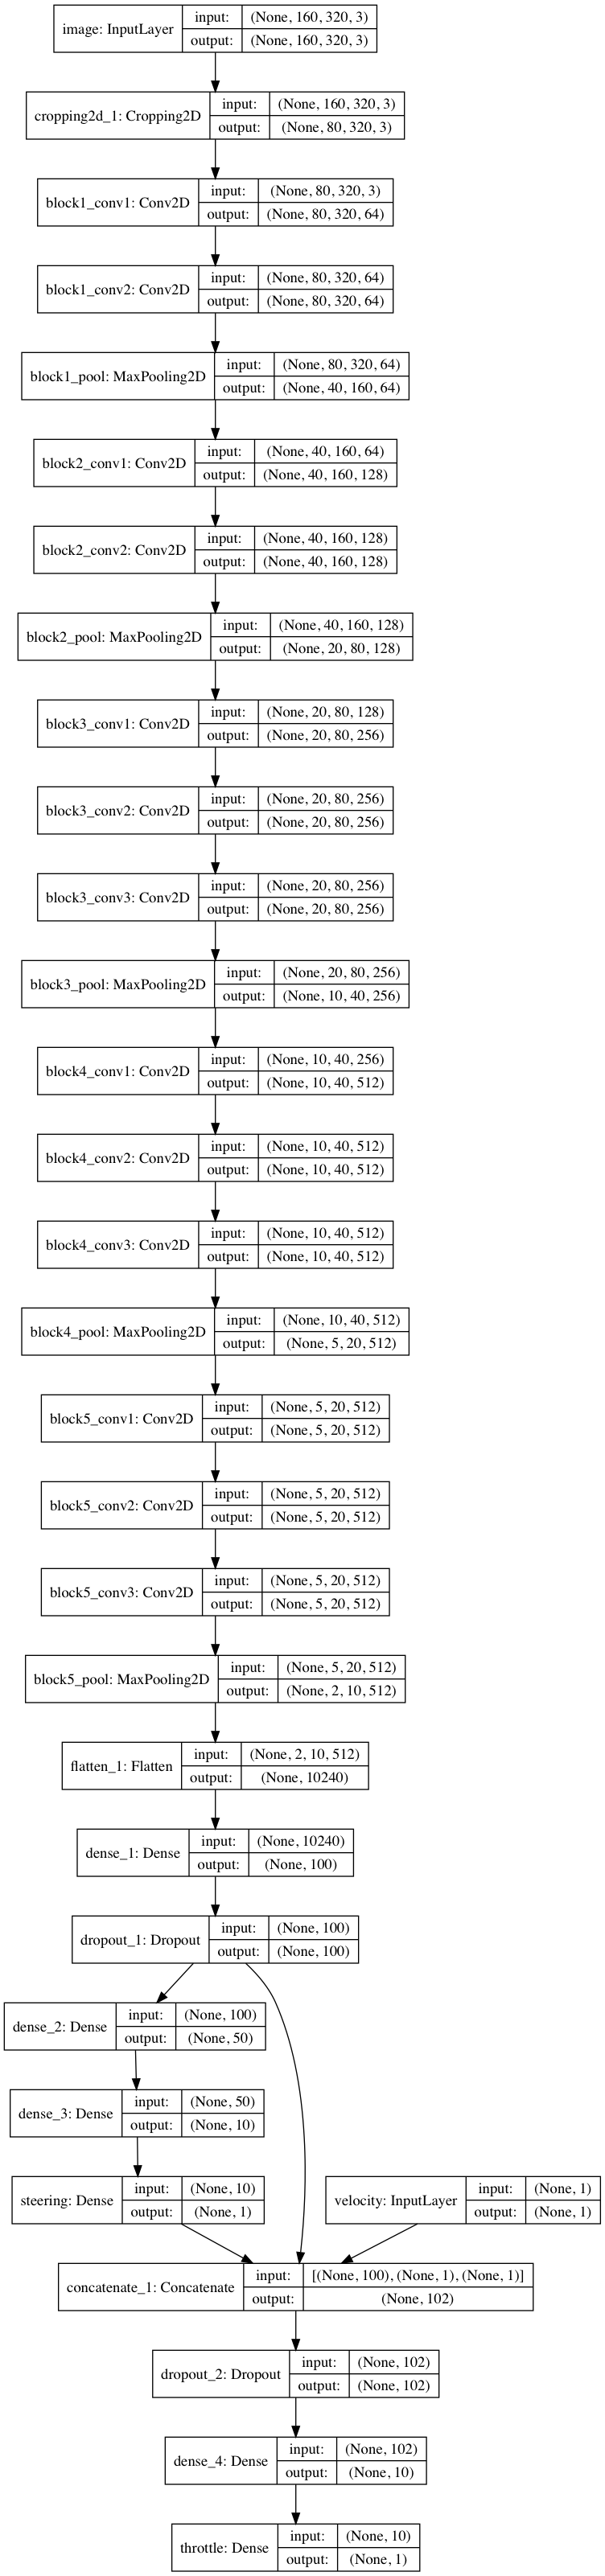 image: InputLayer
input:
(None, 160, 320, 3)
output:
(None, 160, 320, 3)
cropping2d_1: Cropping2D
input:
(None, 160, 320, 3)
output:
(None, 80, 320, 3)
block1_conv1: Conv2D
input:
(None, 80, 320, 3)
output:
(None, 80, 320, 64)
block1_conv2: Conv2D
input:
(None, 80, 320, 64)
output:
(None, 80, 320, 64)
block1_pool: MaxPooling2D
input:
(None, 80, 320, 64)
output:
(None, 40, 160, 64)
block2_conv1: Conv2D
input:
(None, 40, 160, 64)
output:
(None, 40, 160, 128)
block2_conv2: Conv2D
input:
(None, 40, 160, 128)
output:
(None, 40, 160, 128)
block2_pool: MaxPooling2D
input:
(None, 40, 160, 128)
output:
(None, 20, 80, 128)
block3_conv1: Conv2D
input:
(None, 20, 80, 128)
output:
(None, 20, 80, 256)
block3_conv2: Conv2D
input:
(None, 20, 80, 256)
output:
(None, 20, 80, 256)
block3_conv3: Conv2D
input:
(None, 20, 80, 256)
output:
(None, 20, 80, 256)
block3_pool: MaxPooling2D
input:
(None, 20, 80, 256)
output:
(None, 10, 40, 256)
block4_conv1: Conv2D
input:
(None, 10, 40, 256)
output:
(None, 10, 40, 512)
block4_conv2: Conv2D
input:
(None, 10, 40, 512)
output:
(None, 10, 40, 512)
block4_conv3: Conv2D
input:
(None, 10, 40, 512)
output:
(None, 10, 40, 512)
block4_pool: MaxPooling2D
input:
(None, 10, 40, 512)
output:
(None, 5, 20, 512)
block5_conv1: Conv2D
input:
(None, 5, 20, 512)
output:
(None, 5, 20, 512)
block5_conv2: Conv2D
input:
(None, 5, 20, 512)
output:
(None, 5, 20, 512)
block5_conv3: Conv2D
input:
(None, 5, 20, 512)
output:
(None, 5, 20, 512)
block5_pool: MaxPooling2D
input:
(None, 5, 20, 512)
output:
(None, 2, 10, 512)
flatten_1: Flatten
input:
(None, 2, 10, 512)
output:
(None, 10240)
dense_1: Dense
input:
(None, 10240)
output:
(None, 100)
dropout_1: Dropout
input:
(None, 100)
output:
(None, 100)
dense_2: Dense
input:
(None, 100)
output:
(None, 50)
dense_3: Dense
input:
(None, 50)
output:
(None, 10)
steering: Dense
input:
(None, 10)
output:
(None, 1)
velocity: InputLayer
input:
(None, 1)
output:
(None, 1)
concatenate_1: Concatenate
input:
[(None, 100), (None, 1), (None, 1)]
output:
(None, 102)
dropout_2: Dropout
input:
(None, 102)
output:
(None, 102)
dense_4: Dense
input:
(None, 102)
output:
(None, 10)
throttle: Dense
input:
(None, 10)
output:
(None, 1)